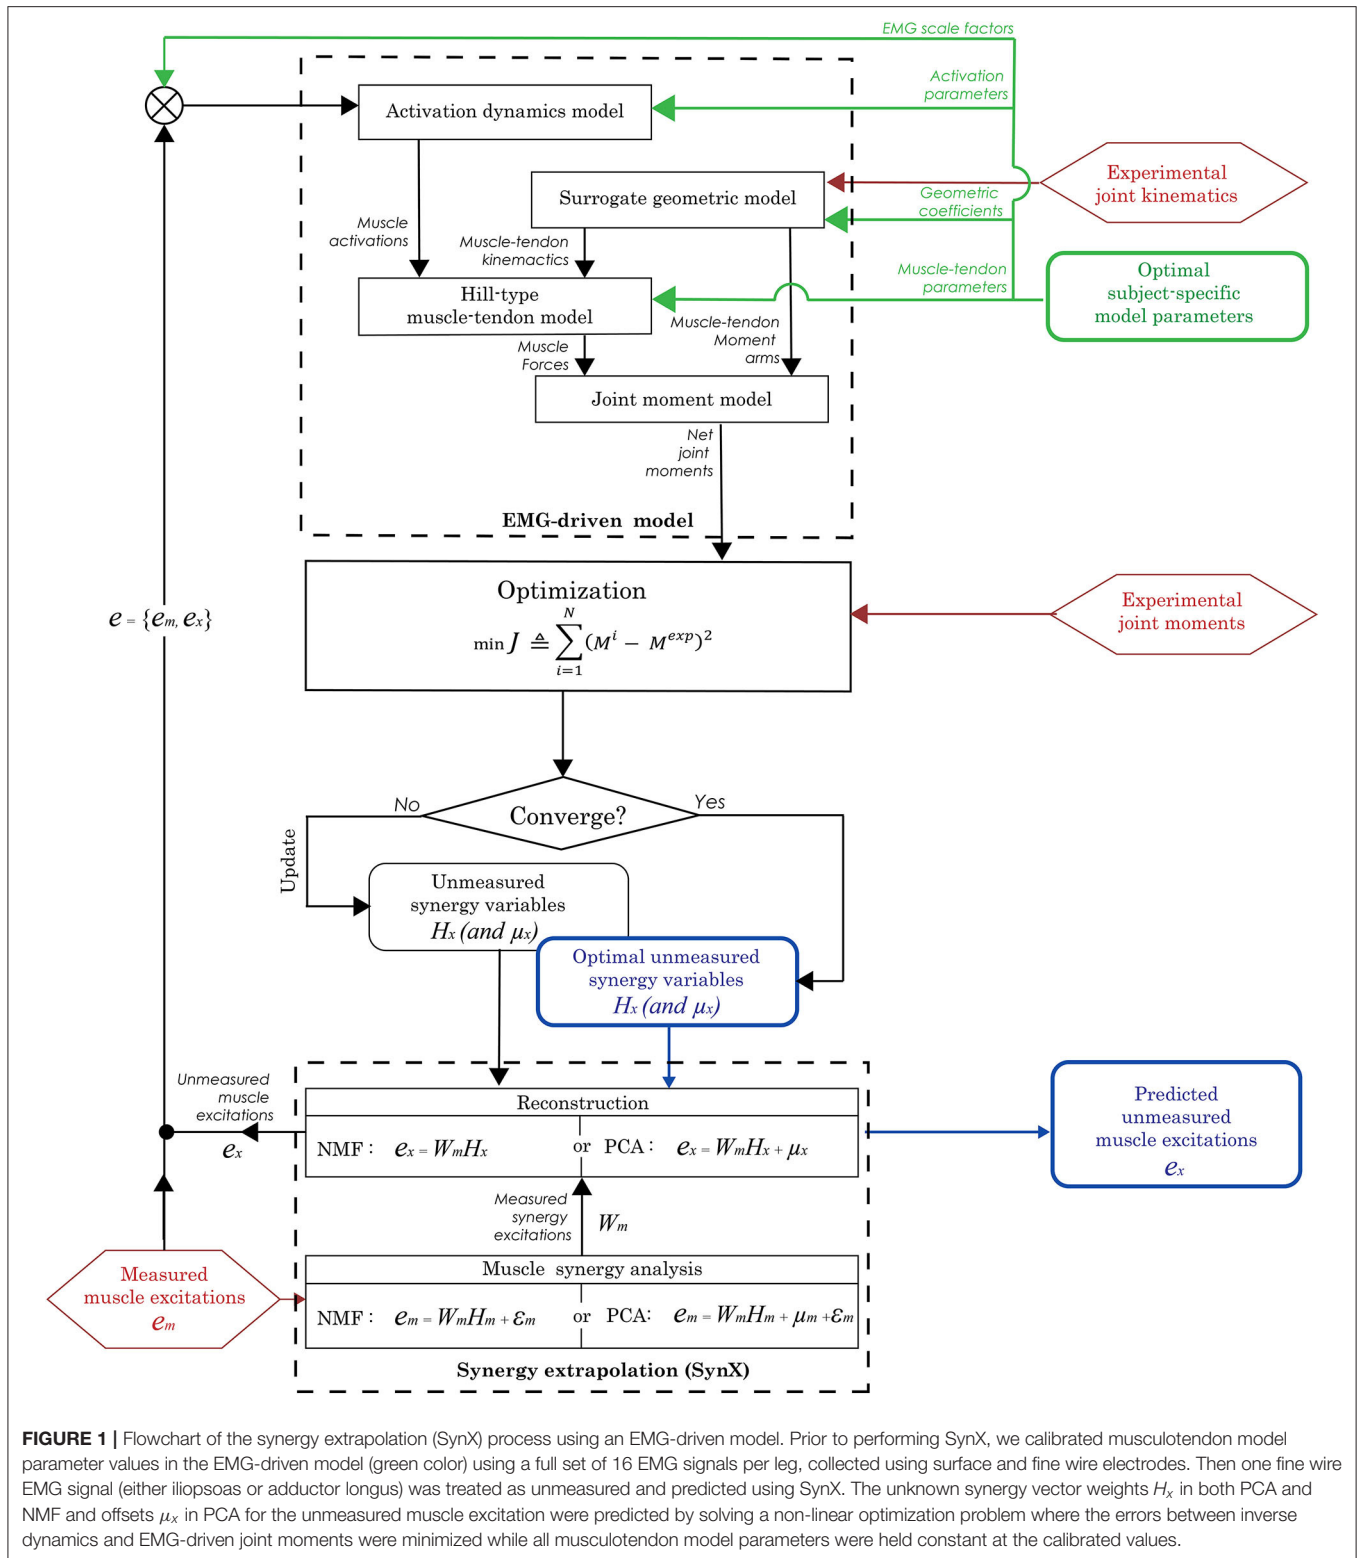 EMG scale factors
Activation
parameters
Activation dynamics model
Experimental
joint kinematics
Surrogate geometric model
Geometric
coefficients
Muscle
activations
Muscle-tendon
kinemactics
Muscle-tendon
parameters
Optimal
subject-specific
model parameters
Hill-type
muscle-tendon model
Muscle-tendon
Moment
arms
Muscle
Forces
Joint moment model
Net
joint
moments
EMG-driven model
e = {em, ex}
Optimization
min J ≜ ∑ᵢ₌₁ᴺ (Mⁱ − Mᵉˣᵖ)²
Experimental
joint moments
No
Converge?
Yes
Update
Unmeasured
synergy variables
Hx (and μx)
Optimal unmeasured
synergy variables
Hx (and μx)
Unmeasured
muscle
excitations
ex
Reconstruction
NMF: ex = WmHx or PCA: ex = WmHx + μx
Predicted
unmeasured
muscle excitations
ex
Measured
synergy
excitations
Wm
Measured
muscle excitations
em
Muscle synergy analysis
NMF: em = WmHm + εm or PCA: em = WmHm + μm + εm
Synergy extrapolation (SynX)
FIGURE 1 | Flowchart of the synergy extrapolation (SynX) process using an EMG-driven model. Prior to performing SynX, we calibrated musculotendon model
parameter values in the EMG-driven model (green color) using a full set of 16 EMG signals per leg, collected using surface and fine wire electrodes. Then one fine wire
EMG signal (either iliopsoas or adductor longus) was treated as unmeasured and predicted using SynX. The unknown synergy vector weights Hx in both PCA and
NMF and offsets μx in PCA for the unmeasured muscle excitation were predicted by solving a non-linear optimization problem where the errors between inverse
dynamics and EMG-driven joint moments were minimized while all musculotendon model parameters were held constant at the calibrated values.